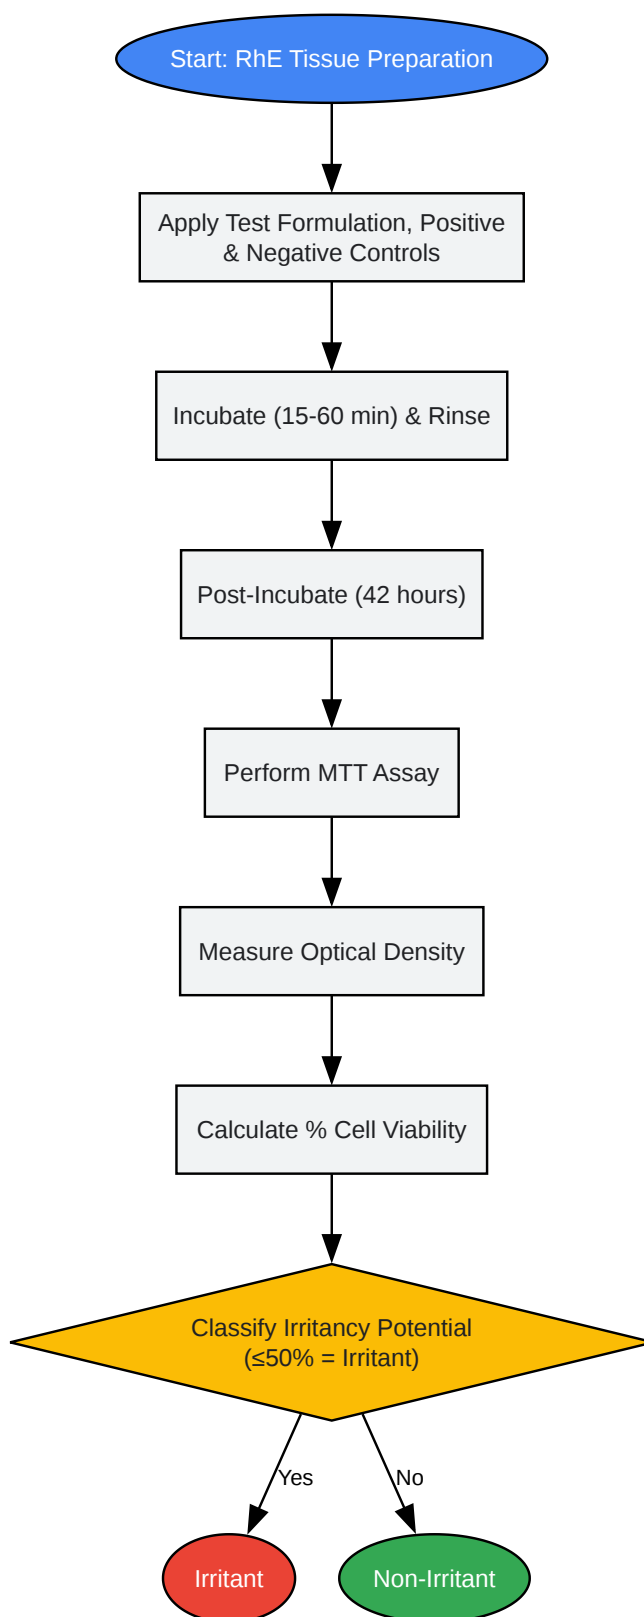 Start: RhE Tissue Preparation
Apply Test Formulation, Positive
& Negative Controls
Incubate (15-60 min) & Rinse
Post-Incubate (42 hours)
Perform MTT Assay
Measure Optical Density
Calculate % Cell Viability
Classify Irritancy Potential
(≤50% = Irritant)
Yes
No
Irritant
Non-Irritant